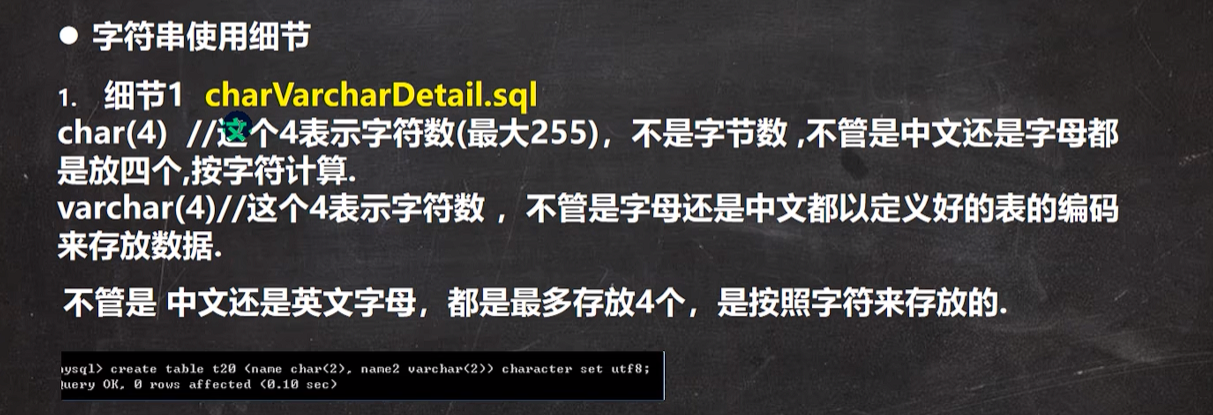 ● 字符串使用细节
1. 细节1 charVarcharDetail.sql
char(4) //这个4表示字符数(最大255)，不是字节数 ,不管是中文还是字母都
是放四个,按字符计算.
varchar(4)//这个4表示字符数 ，不管是字母还是中文都以定义好的表的编码
来存放数据.
不管是 中文还是英文字母，都是最多存放4个，是按照字符来存放的.
mysql> create table t20 (name char(2), name2 varchar(2)) character set utf8;
Query OK, 0 rows affected (0.10 sec)